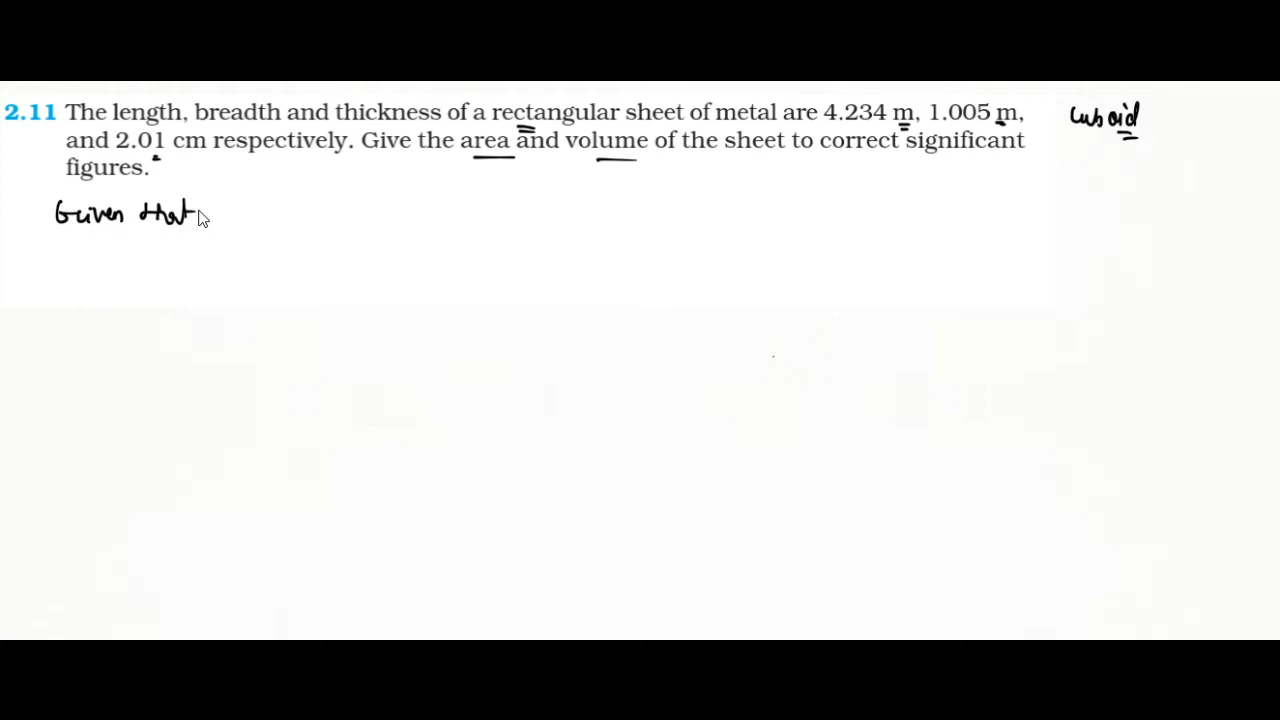 2.11 The length, breadth and thickness of a rectangular sheet of metal are 4.234 m, 1.005 m,
and 2.01 cm respectively. Give the area and volume of the sheet to correct significant
figures.
Cuboid
Given that